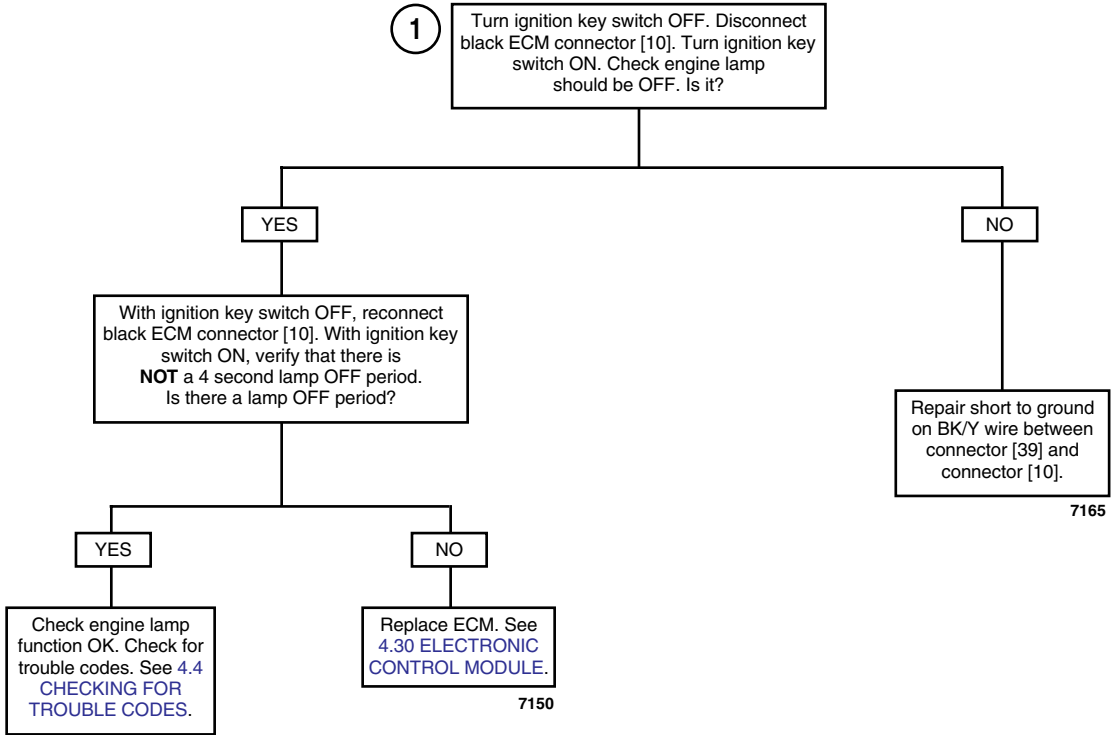 1
Turn ignition key switch OFF. Disconnect
black ECM connector [10]. Turn ignition key
switch ON. Check engine lamp
should be OFF. Is it?
YES
NO
With ignition key switch OFF, reconnect
black ECM connector [10]. With ignition key
switch ON, verify that there is
NOT a 4 second lamp OFF period.
Is there a lamp OFF period?
Repair short to ground
on BK/Y wire between
connector [39] and
connector [10].
7165
YES
NO
Check engine lamp
function OK. Check for
trouble codes. See 4.4
CHECKING FOR
TROUBLE CODES.
Replace ECM. See
4.30 ELECTRONIC
CONTROL MODULE.
7150